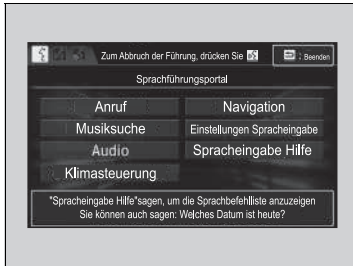 Zum Abbruch der Führung, drücken Sie
: Beenden
Sprachführungsportal
Anruf
Navigation
Musiksuche
Einstellungen Spracheingabe
Audio
Spracheingabe Hilfe
Klimasteuerung
"Spracheingabe Hilfe"sagen, um die Sprachbefehlliste anzuzeigen
Sie können auch sagen: Welches Datum ist heute?